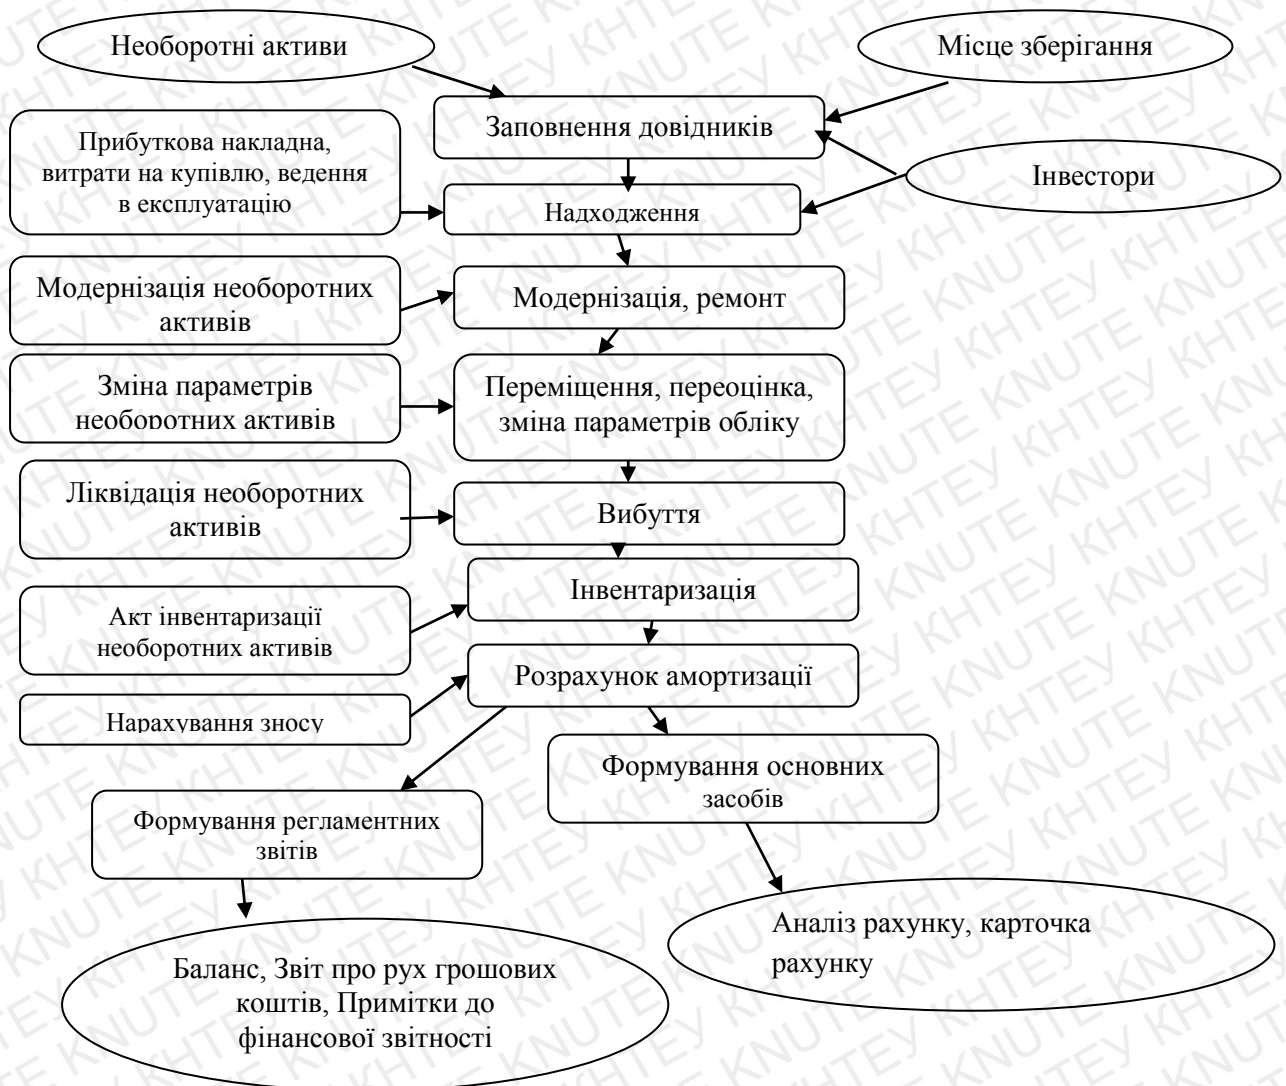 Необоротні активи
Місце зберігання
Заповнення довідників
Прибуткова накладна,
витрати на купівлю, ведення
в експлуатацію
Інвестори
Надходження
Модернізація необоротних
активів
Модернізація, ремонт
Зміна параметрів
необоротних активів
Переміщення, переоцінка,
зміна параметрів обліку
Ліквідація необоротних
активів
Вибуття
Інвентаризація
Акт інвентаризації
необоротних активів
Розрахунок амортизації
Нарахування зносу
Формування основних
засобів
Формування регламентних
звітів
Аналіз рахунку, карточка
рахунку
Баланс, Звіт про рух грошових
коштів, Примітки до
фінансової звітності